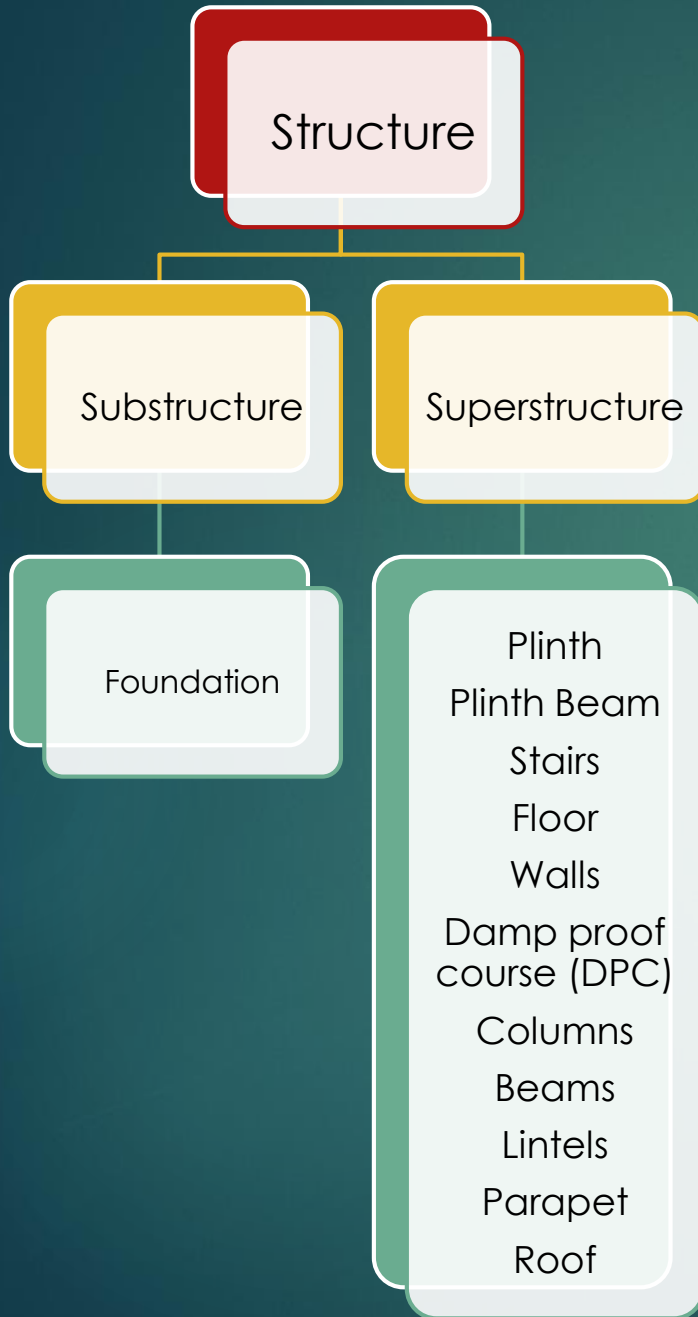 Structure
Substructure
Superstructure
Foundation
Plinth
Plinth Beam
Stairs
Floor
Walls
Damp proof
course (DPC)
Columns
Beams
Lintels
Parapet
Roof